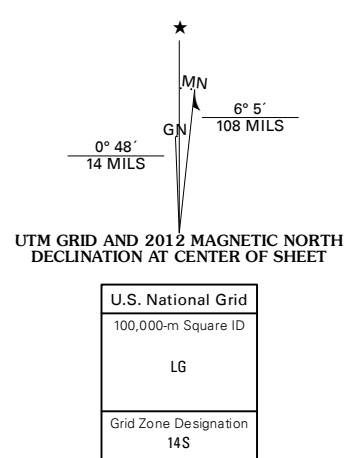 ★
MN
GN
6° 5´
108 MILS
0° 48´
14 MILS
UTM GRID AND 2012 MAGNETIC NORTH
DECLINATION AT CENTER OF SHEET
U.S. National Grid
100,000-m Square ID
LG
Grid Zone Designation
14S